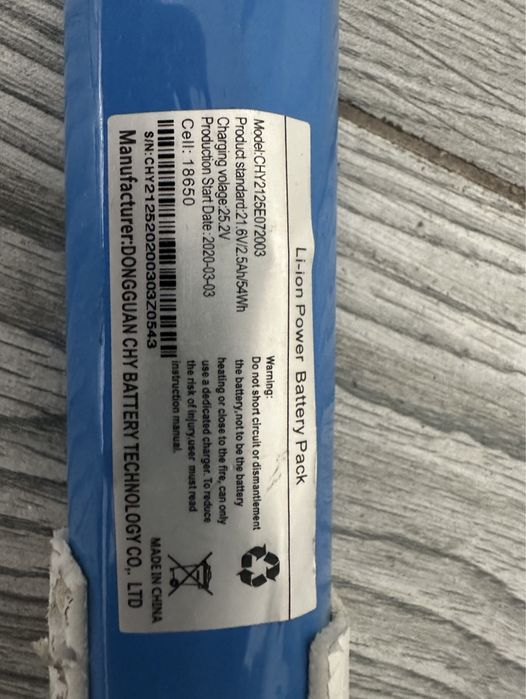 Li-ion Power Battery Pack
Model:CHY2125E072003
Product standard:21.6V/2.5Ah/54Wh
Charging volage:25.2V
Production Start Date: 2020-03-03
Cell: 18650
S/N:CHY212520200303Z0543
Manufacturer:DONGGUAN CHY BATTERY TECHNOLOGY CO,. LTD
Warning:
Do not short circuit or dismantlement
the battery,not to be the battery
heating or close to the fire, can only
use a dedicated charger. To reduce
the risk of injury,user must read
instruction manual.
MADE IN CHINA